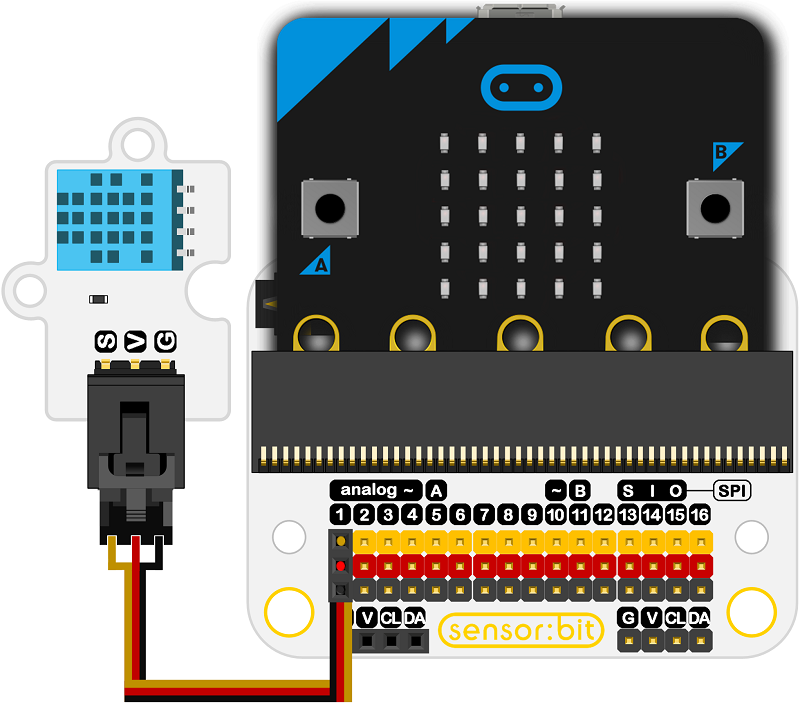 B
A
S V G
analog ~ A ~ B S I O SPI
1 2 3 4 5 6 7 8 9 10 11 12 13 14 15 16
V CL DA sensor:bit G V CL DA